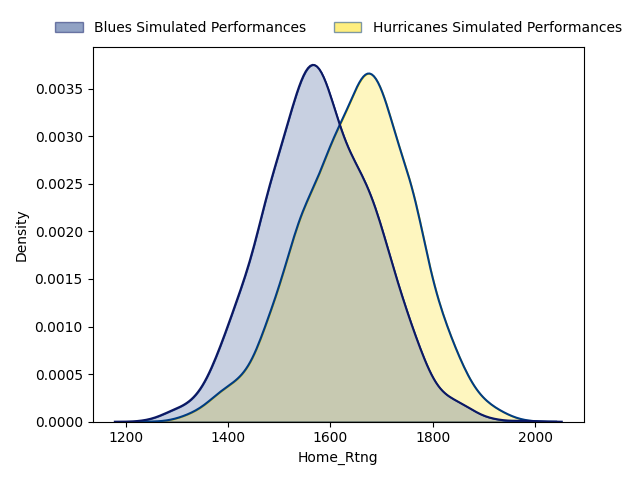 Blues Simulated Performances
Hurricanes Simulated Performances
0.0035
0.0030
0.0025
0.0020
0.0015
0.0010
0.0005
0.0000
Density
1200 1400 1600 1800 2000
Home_Rtng